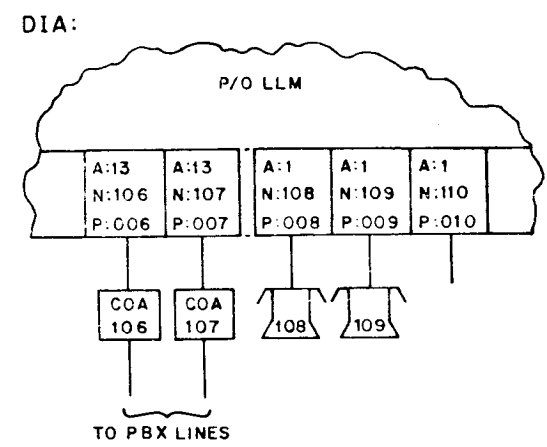 DIA:
P/O LLM
A:13 A:13 A:1 A:1 A:1
N:106 N:107 N:108 N:109 N:110
P:006 P:007 P:008 P:009 P:010
COA COA
106 107 108 109
TO PBX LINES